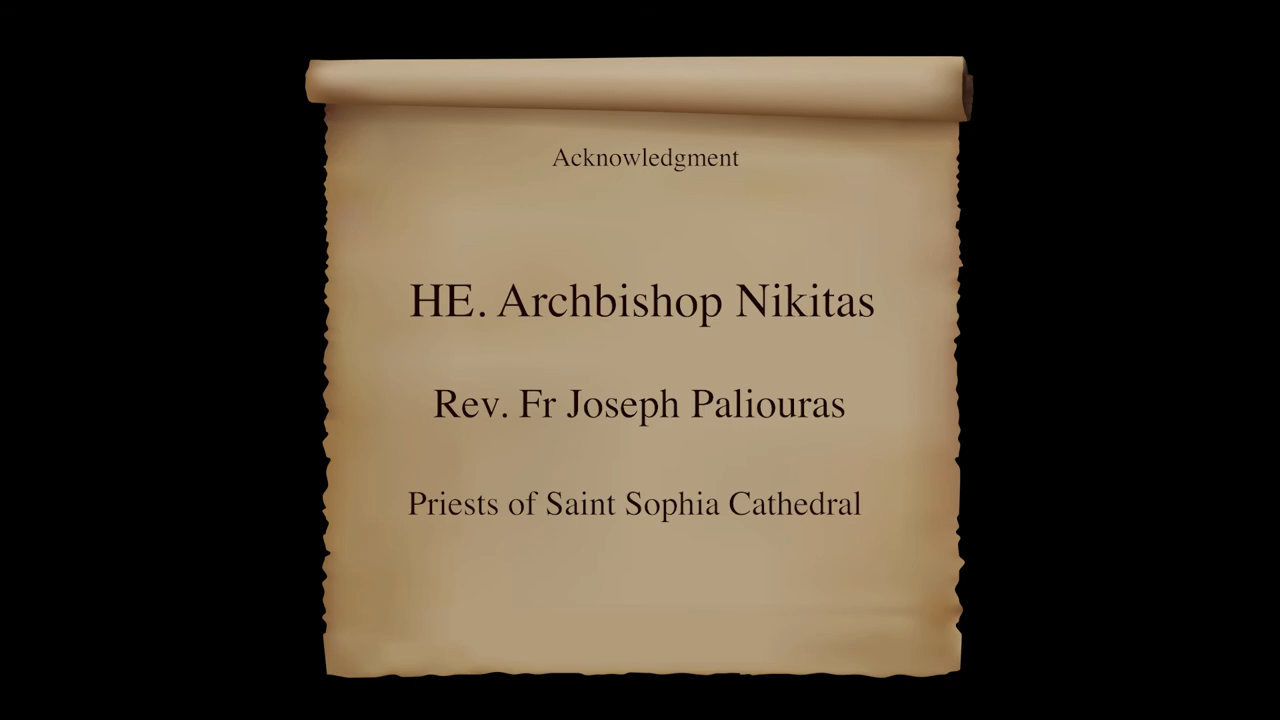 Acknowledgment
HE. Archbishop Nikitas
Rev. Fr Joseph Paliouras
Priests of Saint Sophia Cathedral